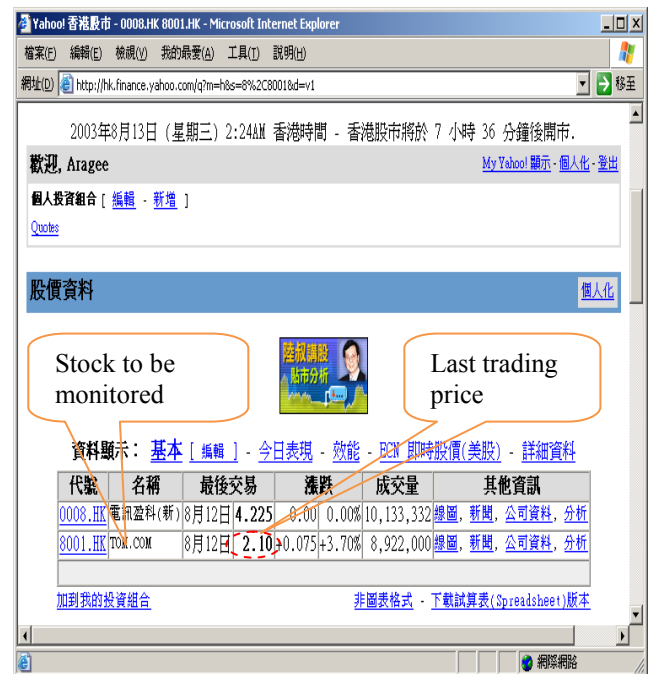 Yahoo! 香港股市 - 0008.HK 8001.HK - Microsoft Internet Explorer
檔案(F) 編輯(E) 檢視(V) 我的最愛(A) 工具(T) 說明(H)
網址(D) http://hk.finance.yahoo.com/q?m=h&s=8%2C8001&d=v1 移至
2003年8月13日 (星期三) 2:24AM 香港時間 - 香港股市將於 7 小時 36 分鐘後開市.
歡迎, Aragee My Yahoo! 顯示 - 個人化 - 登出
個人投資組合 [ 編輯 - 新增 ]
Quotes
股價資料 個人化
Stock to be
monitored
陸叔講股
貼市分析
Last trading
price
資料顯示： 基本 [ 編輯 ] - 今日表現 - 效能 - ECN 即時股價(美股) - 詳細資料
代號 名稱 最後交易 漲跌 成交量 其他資訊
0008.HK 電訊盈科(新) 8月12日 4.225 0.00 0.00% 10,133,332 線圖, 新聞, 公司資料, 分析
8001.HK TOM.COM 8月12日 2.10 +0.075 +3.70% 8,922,000 線圖, 新聞, 公司資料, 分析
加到我的投資組合 非圖表格式 - 下載試算表(Spreadsheet)版本
網際網路